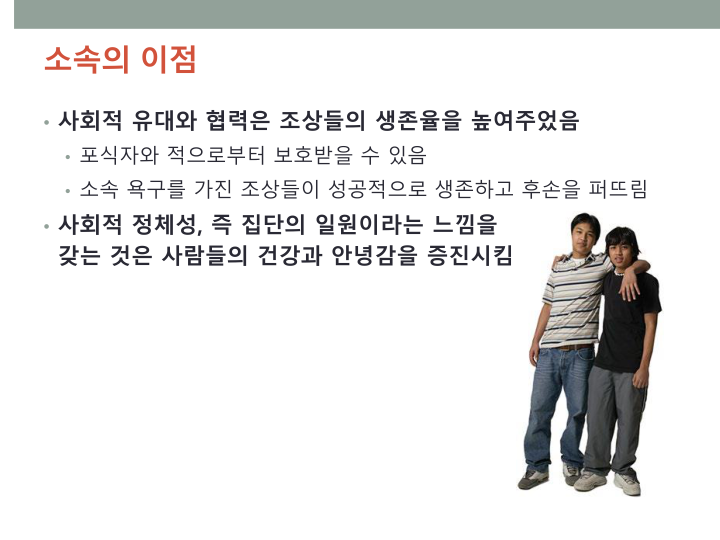 소속의 이점
• 사회적 유대와 협력은 조상들의 생존율을 높여주었음
• 포식자와 적으로부터 보호받을 수 있음
• 소속 욕구를 가진 조상들이 성공적으로 생존하고 후손을 퍼뜨림
• 사회적 정체성, 즉 집단의 일원이라는 느낌을
갖는 것은 사람들의 건강과 안녕감을 증진시킴